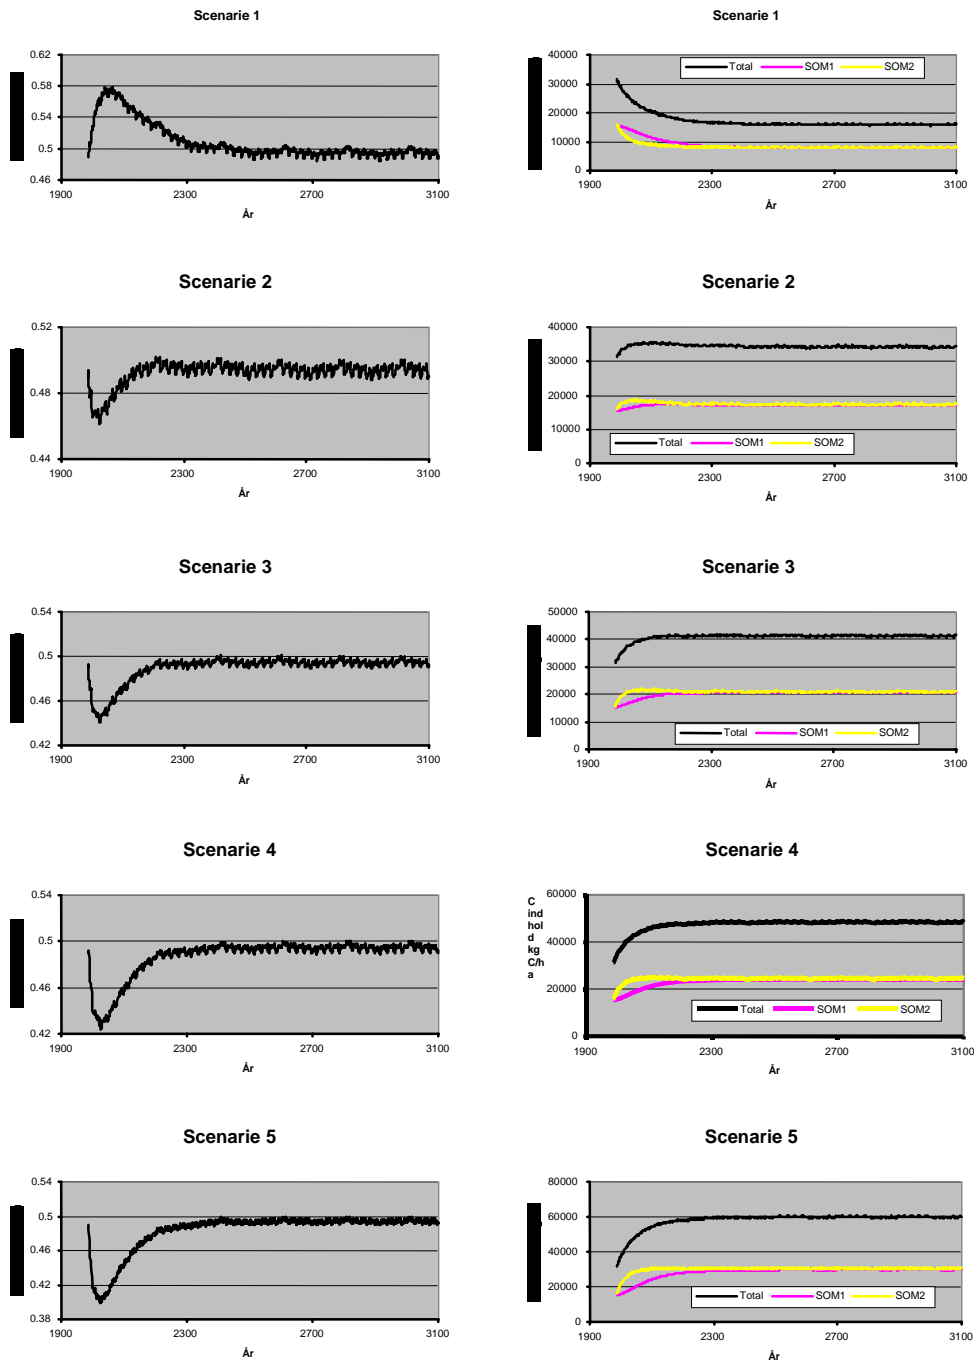 Scenarie 1
0.62
0.58
0.54
0.5
0.46
1900
2300
2700
3100
År
Scenarie 1
40000
30000
20000
10000
0
Total
SOM1
SOM2
1900
2300
2700
3100
År
Scenarie 2
0.52
0.48
0.44
1900
2300
2700
3100
År
Scenarie 2
40000
30000
20000
10000
0
Total
SOM1
SOM2
1900
2300
2700
3100
År
Scenarie 3
0.54
0.5
0.46
0.42
1900
2300
2700
3100
År
Scenarie 3
50000
40000
30000
20000
10000
0
Total
SOM1
SOM2
1900
2300
2700
3100
År
Scenarie 4
0.54
0.5
0.46
0.42
1900
2300
2700
3100
År
Scenarie 4
C
ind
hol
d
kg
C/h
a
60000
40000
20000
0
Total
SOM1
SOM2
1900
2300
2700
3100
År
Scenarie 5
0.54
0.5
0.46
0.42
0.38
1900
2300
2700
3100
År
Scenarie 5
80000
60000
40000
20000
0
Total
SOM1
SOM2
1900
2300
2700
3100
År